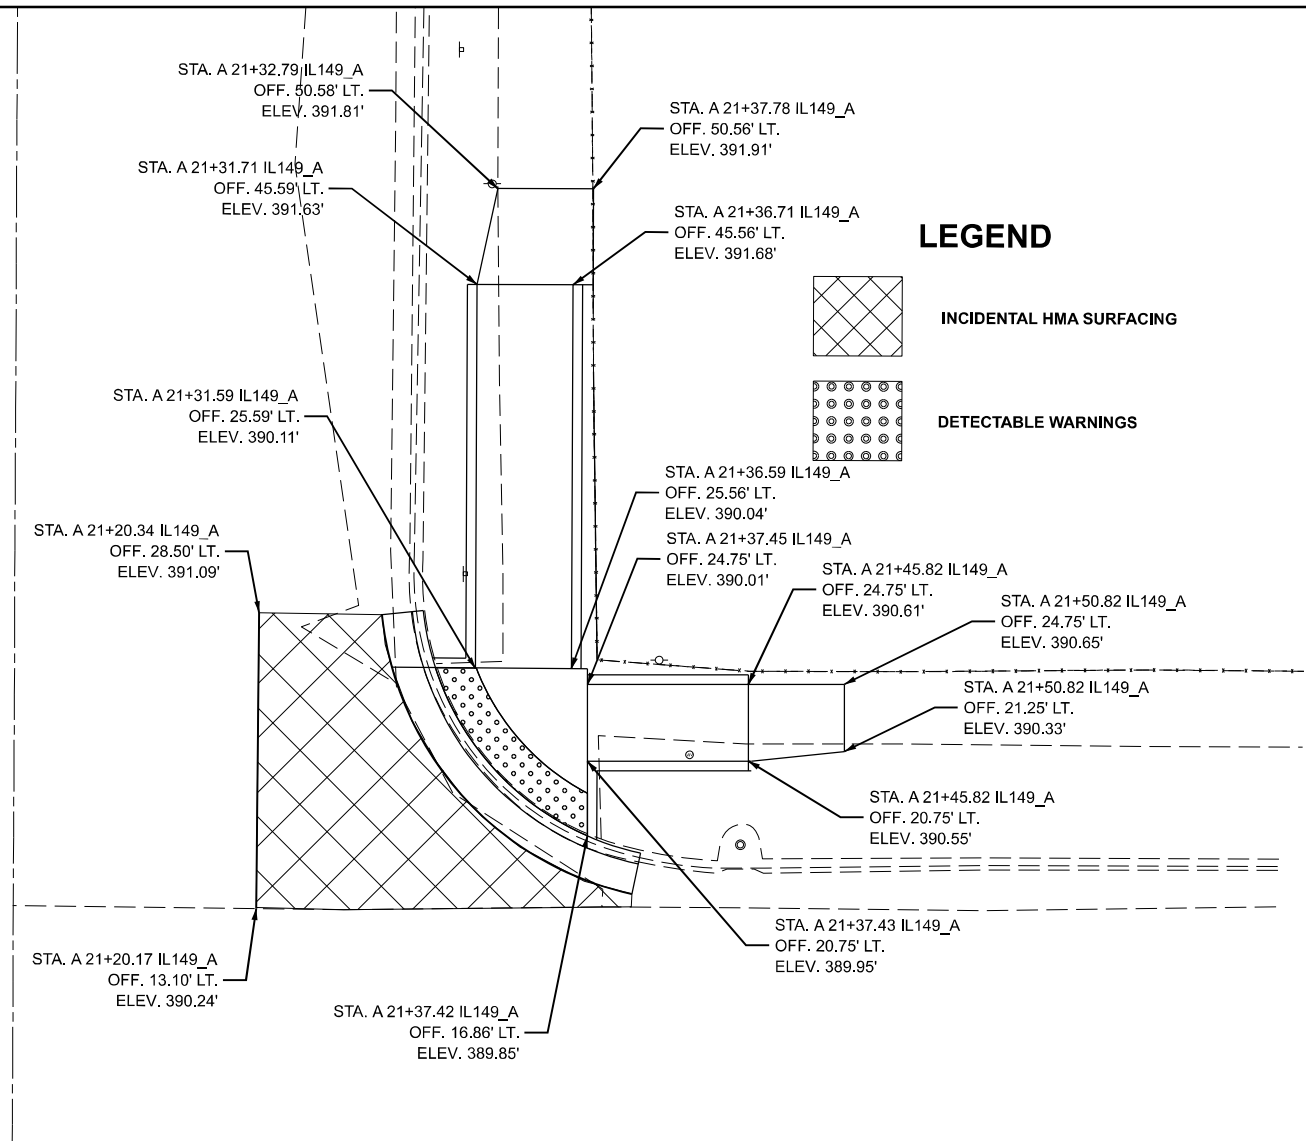 STA. A 21+32.79 IL149_A
OFF. 50.58' LT.
ELEV. 391.81'
STA. A 21+37.78 IL149_A
OFF. 50.56' LT.
ELEV. 391.91'
STA. A 21+31.71 IL149_A
OFF. 45.59' LT.
ELEV. 391.63'
STA. A 21+36.71 IL149_A
OFF. 45.56' LT.
ELEV. 391.68'
LEGEND
INCIDENTAL HMA SURFACING
DETECTABLE WARNINGS
STA. A 21+31.59 IL149_A
OFF. 25.59' LT.
ELEV. 390.11'
STA. A 21+36.59 IL149_A
OFF. 25.56' LT.
ELEV. 390.04'
STA. A 21+37.45 IL149_A
OFF. 24.75' LT.
ELEV. 390.01'
STA. A 21+20.34 IL149_A
OFF. 28.50' LT.
ELEV. 391.09'
STA. A 21+45.82 IL149_A
OFF. 24.75' LT.
ELEV. 390.61'
STA. A 21+50.82 IL149_A
OFF. 24.75' LT.
ELEV. 390.65'
STA. A 21+50.82 IL149_A
OFF. 21.25' LT.
ELEV. 390.33'
STA. A 21+45.82 IL149_A
OFF. 20.75' LT.
ELEV. 390.55'
STA. A 21+37.43 IL149_A
OFF. 20.75' LT.
ELEV. 389.95'
STA. A 21+20.17 IL149_A
OFF. 13.10' LT.
ELEV. 390.24'
STA. A 21+37.42 IL149_A
OFF. 16.86' LT.
ELEV. 389.85'